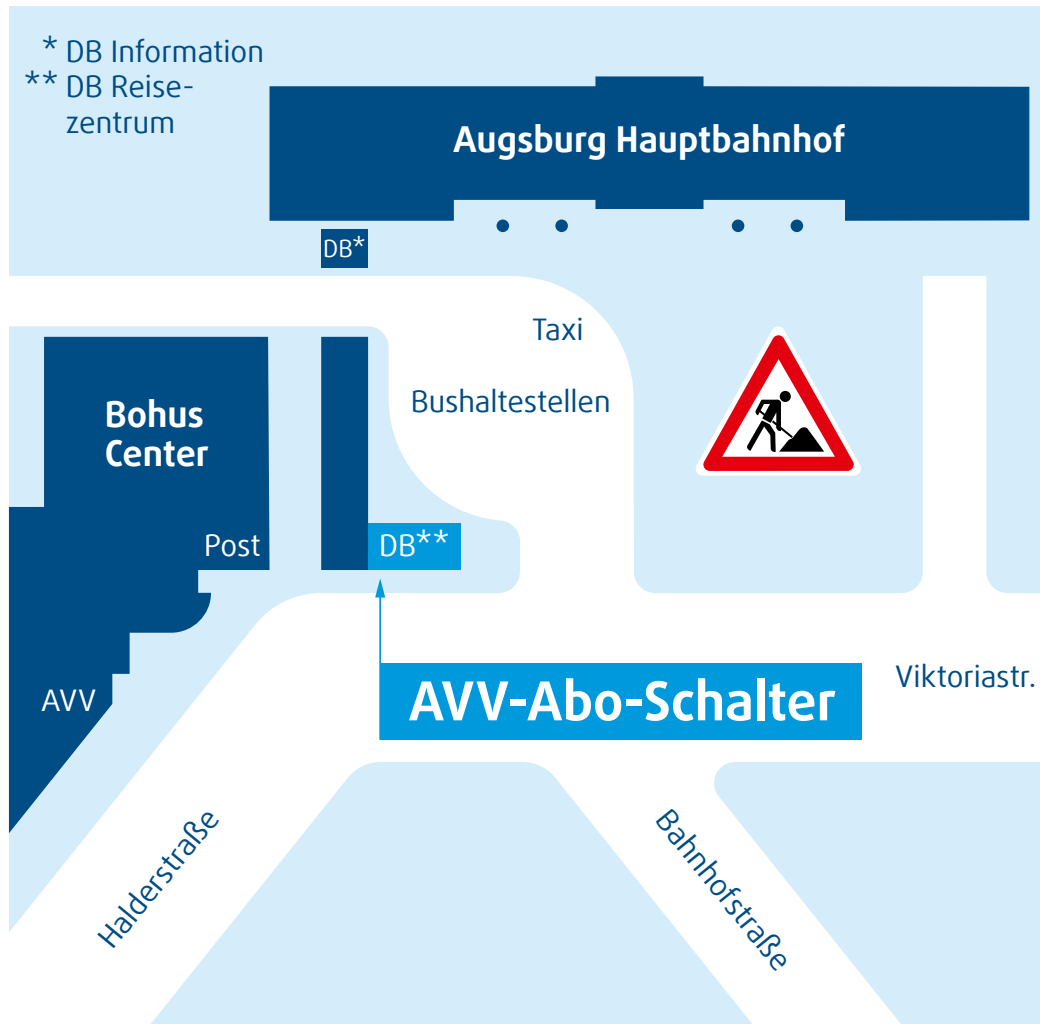 * DB Information
** DB Reise-
zentrum
Augsburg Hauptbahnhof
DB*
Taxi
Bushaltestellen
Bohus
Center
Post
DB**
AVV
AVV-Abo-Schalter
Viktoriastr.
Halderstraße
Bahnhofstraße